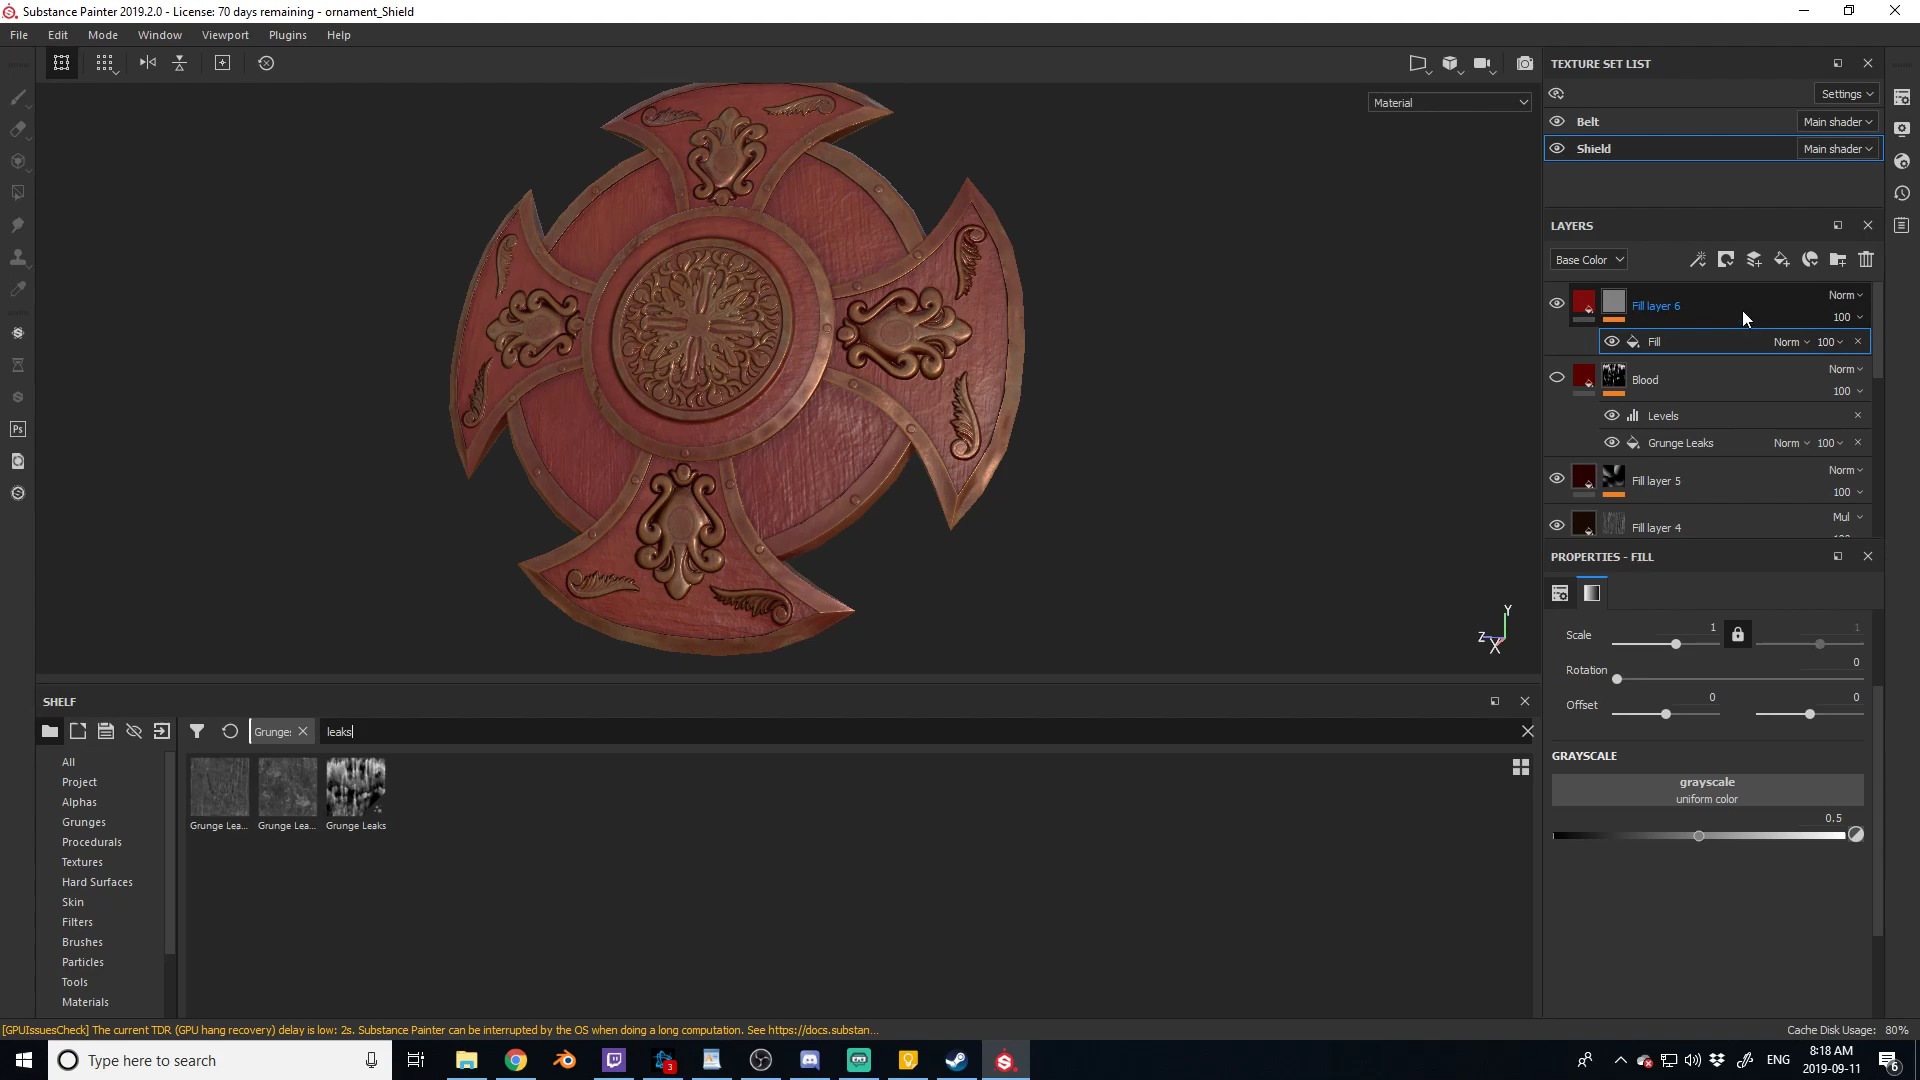 Substance Painter 2019.2.0 - License: 70 days remaining - ornament_Shield
File Edit Mode Window Viewport Plugins Help
Material
Y
Z
X
TEXTURE SET LIST
Settings
Belt Main shader
Shield Main shader
LAYERS
Base Color
Norm
Fill layer 6
100
Fill Norm 100
Norm
Blood
100
Levels
Grunge Leaks Norm 100
Norm
Fill layer 5
100
Mul
Fill layer 4
PROPERTIES - FILL
Scale 1 1
Rotation 0
Offset 0 0
GRAYSCALE
grayscale
uniform color
0.5
SHELF
Grunge: leaks
All
Project
Alphas
Grunges
Procedurals
Textures
Hard Surfaces
Skin
Filters
Brushes
Particles
Tools
Materials
Grunge Lea... Grunge Lea... Grunge Leaks
Ps
[GPUIssuesCheck] The current TDR (GPU hang recovery) delay is low: 2s. Substance Painter can be interrupted by the OS when doing a long computation. See https://docs.substan...
Cache Disk Usage: 80%
Type here to search
3
ENG
8:18 AM
2019-09-11
6